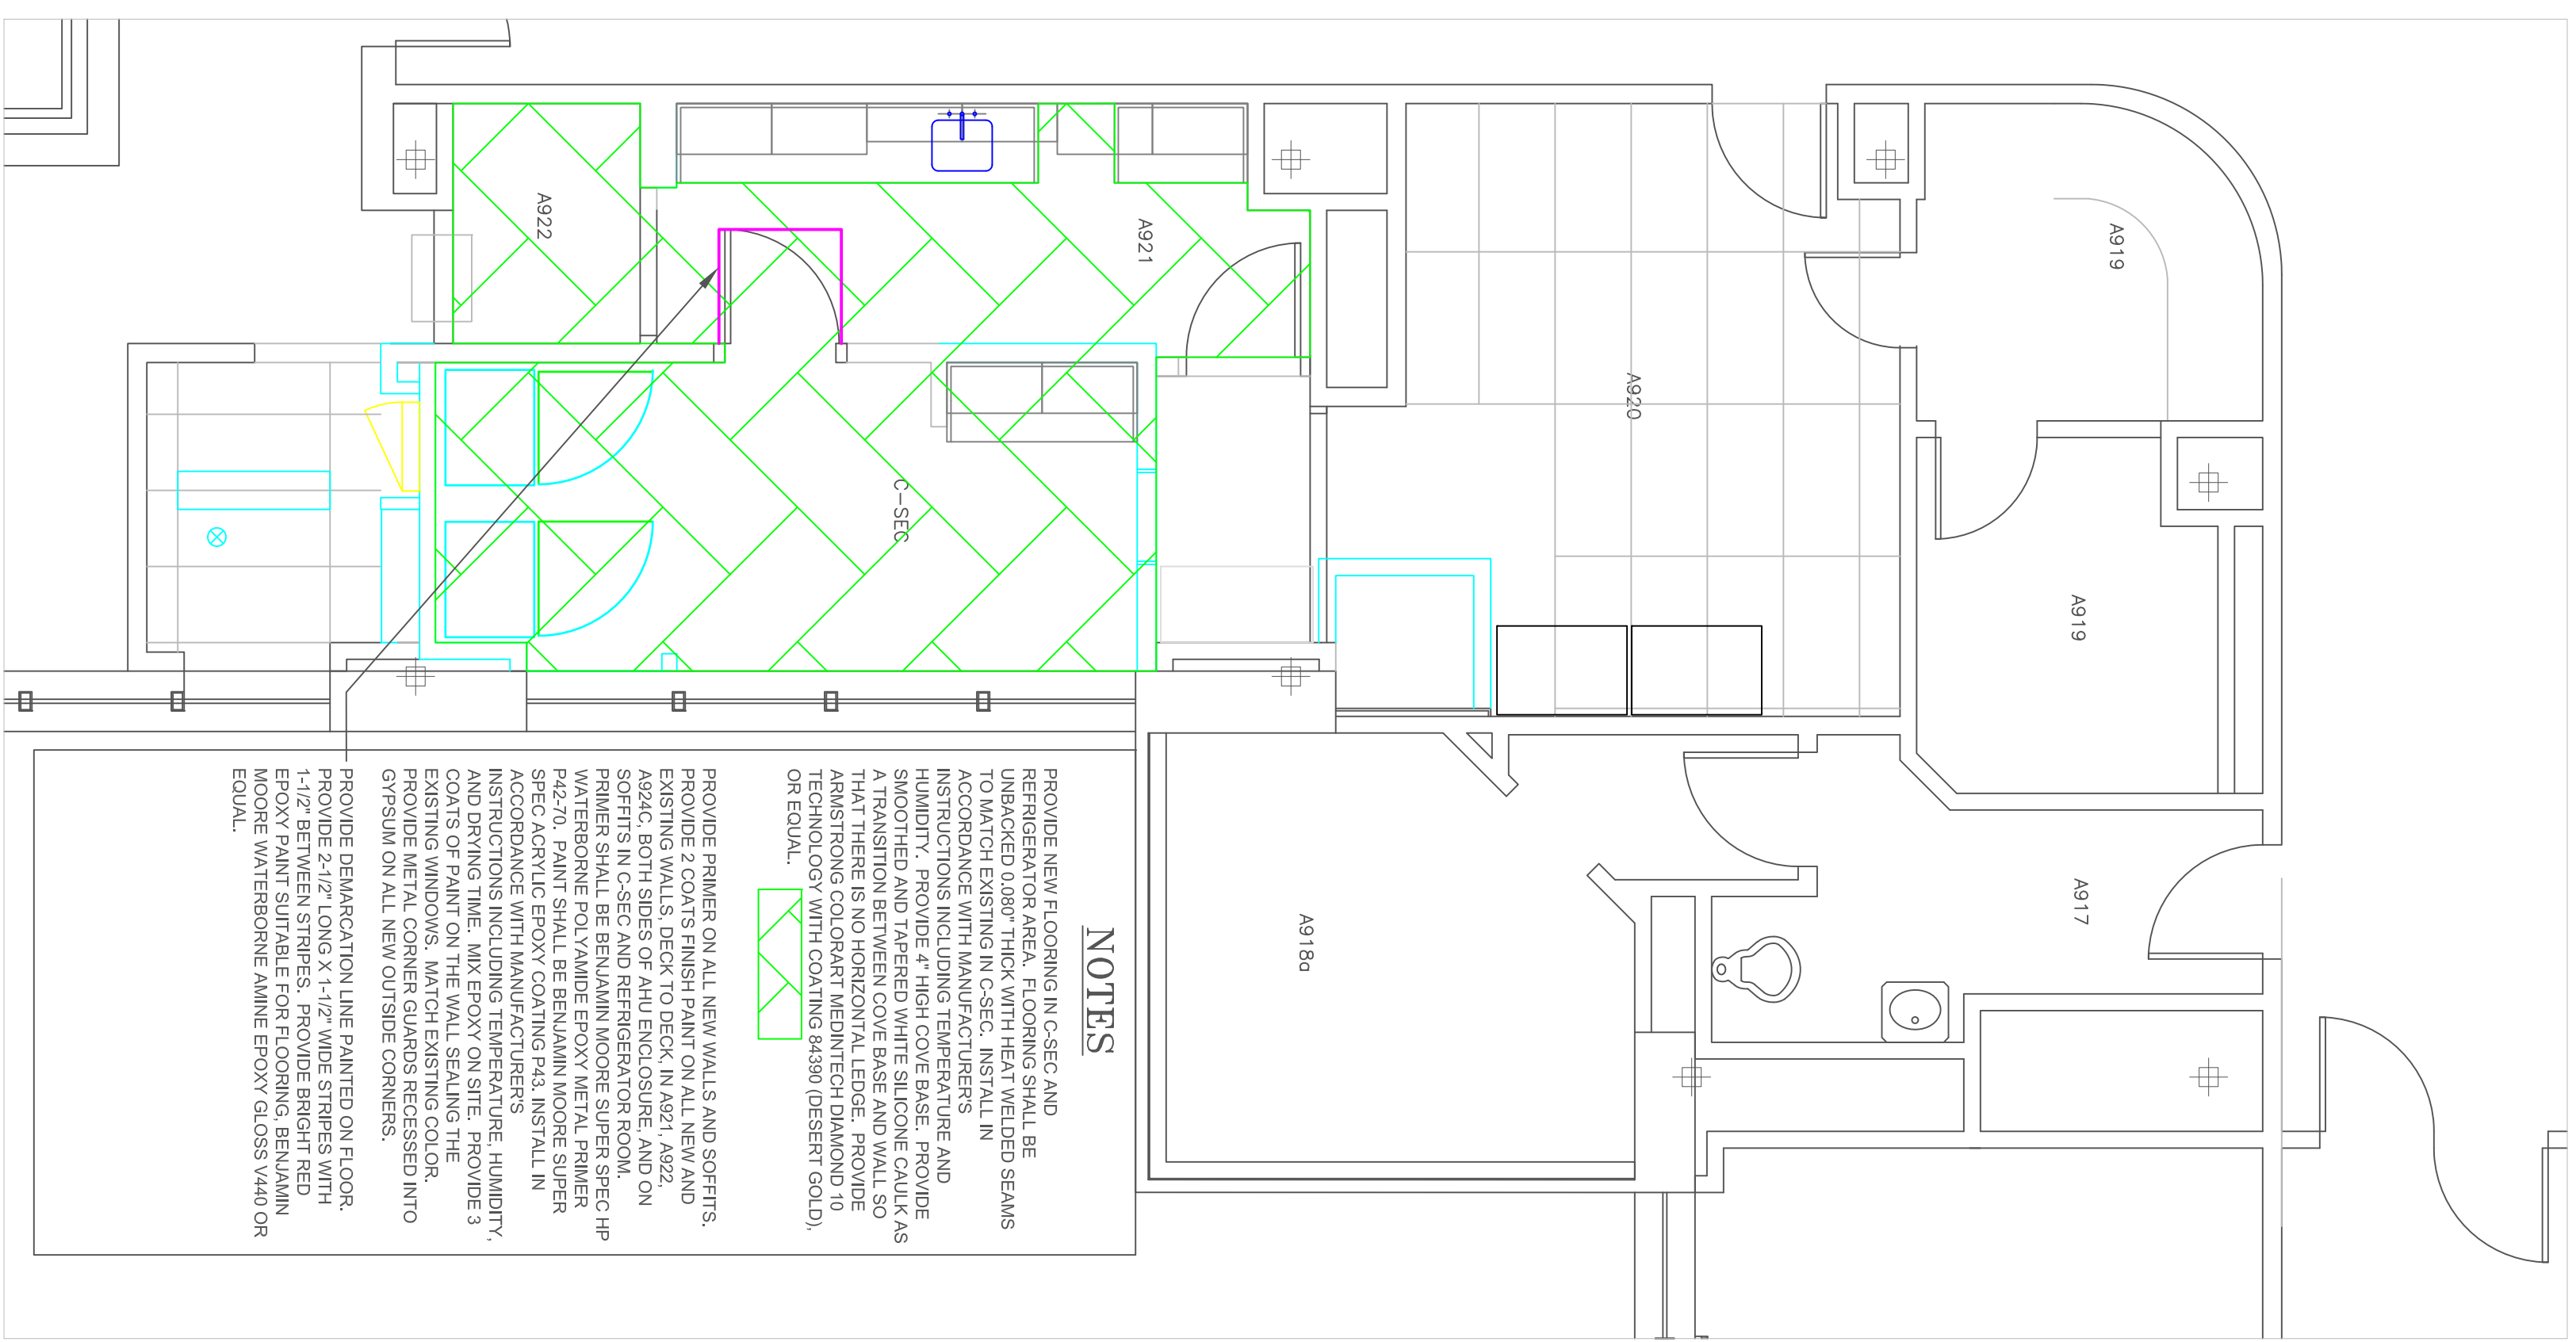 A922
A921
C-SEC
A920
A919
A919
A917
A918a
NOTES
PROVIDE NEW FLOORING IN C-SEC AND
REFRIGERATOR AREA.  FLOORING SHALL BE
UNBACKED 0.080" THICK WITH HEAT WELDED SEAMS
TO MATCH EXISTING IN C-SEC.  INSTALL IN
ACCORDANCE WITH MANUFACTURER'S
INSTRUCTIONS INCLUDING TEMPERATURE AND
HUMIDITY.  PROVIDE 4" HIGH COVE BASE.  PROVIDE
SMOOTHED AND TAPERED WHITE SILICONE CAULK AS
A TRANSITION BETWEEN COVE BASE AND WALL SO
THAT THERE IS NO HORIZONTAL LEDGE.  PROVIDE
ARMSTRONG COLORART MEDINTECH DIAMOND 10
TECHNOLOGY WITH COATING 84390 (DESERT GOLD),
OR EQUAL.
PROVIDE PRIMER ON ALL NEW WALLS AND SOFFITS.
PROVIDE 2 COATS FINISH PAINT ON ALL NEW AND
EXISTING WALLS, DECK TO DECK, IN A921, A922,
A924C, BOTH SIDES OF AHU ENCLOSURE, AND ON
SOFFITS IN C-SEC AND REFRIGERATOR ROOM.
PRIMER SHALL BE BENJAMIN MOORE SUPER SPEC HP
WATERBORNE POLYAMIDE EPOXY METAL PRIMER
P42-70.  PAINT SHALL BE BENJAMIN MOORE SUPER
SPEC ACRYLIC EPOXY COATING P43. INSTALL IN
ACCORDANCE WITH MANUFACTURER'S
INSTRUCTIONS INCLUDING TEMPERATURE, HUMIDITY,
AND DRYING TIME.  MIX EPOXY ON SITE.  PROVIDE 3
COATS OF PAINT ON THE WALL SEALING THE
EXISTING WINDOWS.  MATCH EXISTING COLOR.
PROVIDE METAL CORNER GUARDS RECESSED INTO
GYPSUM ON ALL NEW OUTSIDE CORNERS.
PROVIDE DEMARCATION LINE PAINTED ON FLOOR.
PROVIDE 2-1/2" LONG X 1-1/2" WIDE STRIPES WITH
1-1/2" BETWEEN STRIPES.  PROVIDE BRIGHT RED
EPOXY PAINT SUITABLE FOR FLOORING, BENJAMIN
MOORE WATERBORNE AMINE EPOXY GLOSS V440 OR
EQUAL.